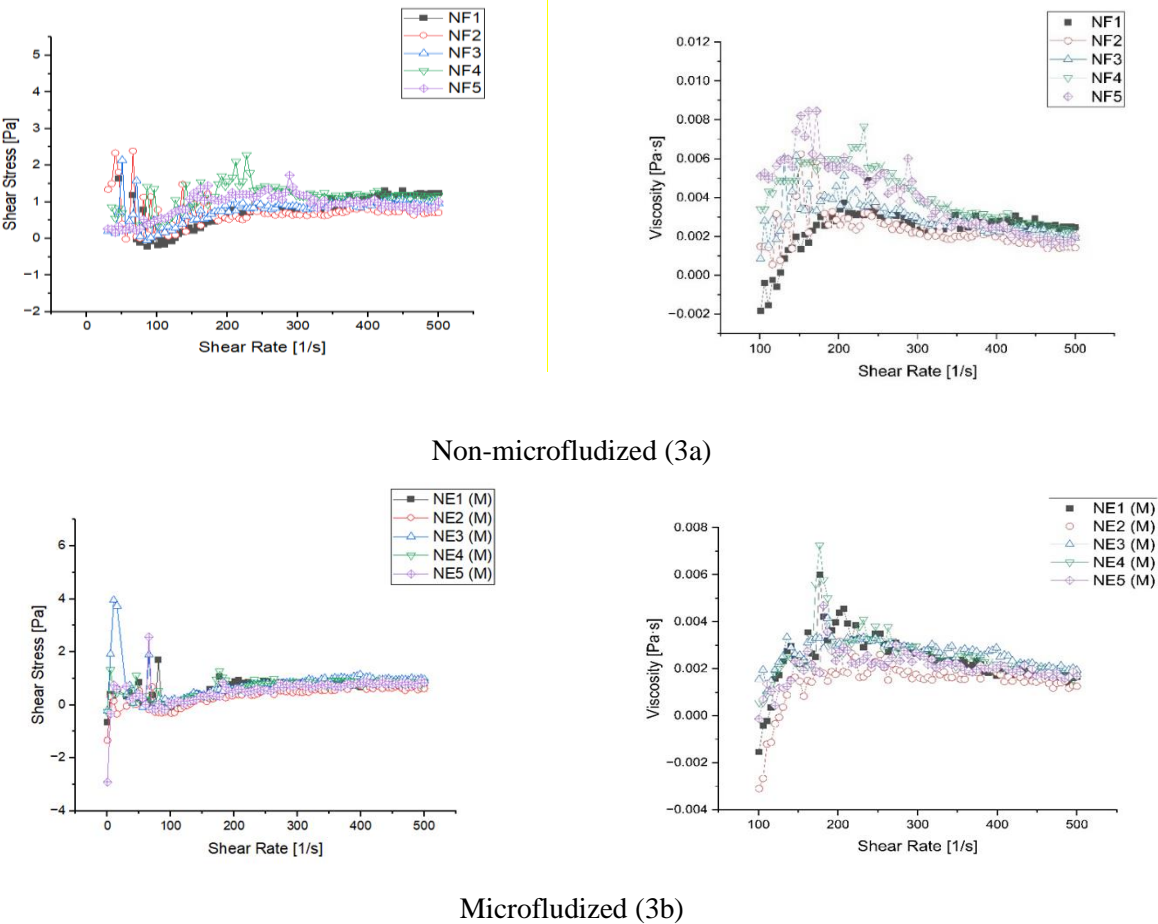 NF1
NF2
NF3
NF4
NF5
5
4
3
2
1
0
−1
−2
Shear Stress [Pa]
0 100 200 300 400 500
Shear Rate [1/s]
NF1
NF2
NF3
NF4
NF5
0.012
0.010
0.008
0.006
0.004
0.002
0.000
−0.002
Viscosity [Pa·s]
100 200 300 400 500
Shear Rate [1/s]
Non-microfludized (3a)
NE1 (M)
NE2 (M)
NE3 (M)
NE4 (M)
NE5 (M)
6
4
2
0
−2
−4
Shear Stress [Pa]
0 100 200 300 400 500
Shear Rate [1/s]
NE1 (M)
NE2 (M)
NE3 (M)
NE4 (M)
NE5 (M)
0.008
0.006
0.004
0.002
0.000
−0.002
−0.004
Viscosity [Pa·s]
100 200 300 400 500
Shear Rate [1/s]
Microfludized (3b)